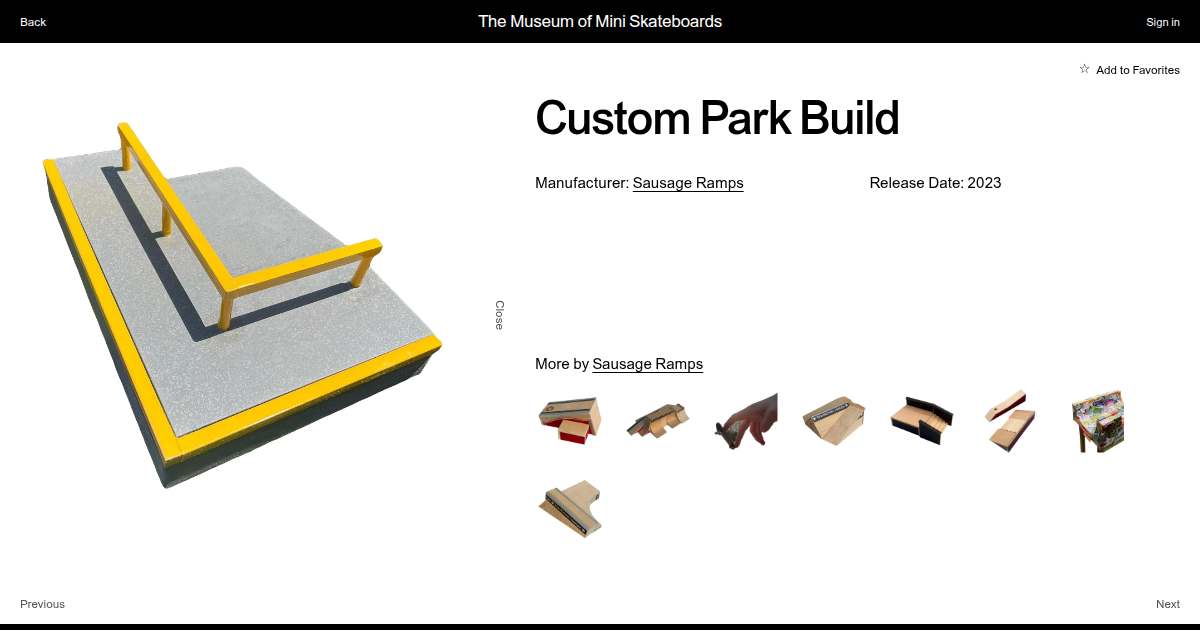 Back
The Museum of Mini Skateboards
Sign in
☆ Add to Favorites
Custom Park Build
Manufacturer: Sausage Ramps
Release Date: 2023
Close
More by Sausage Ramps
Previous
Next